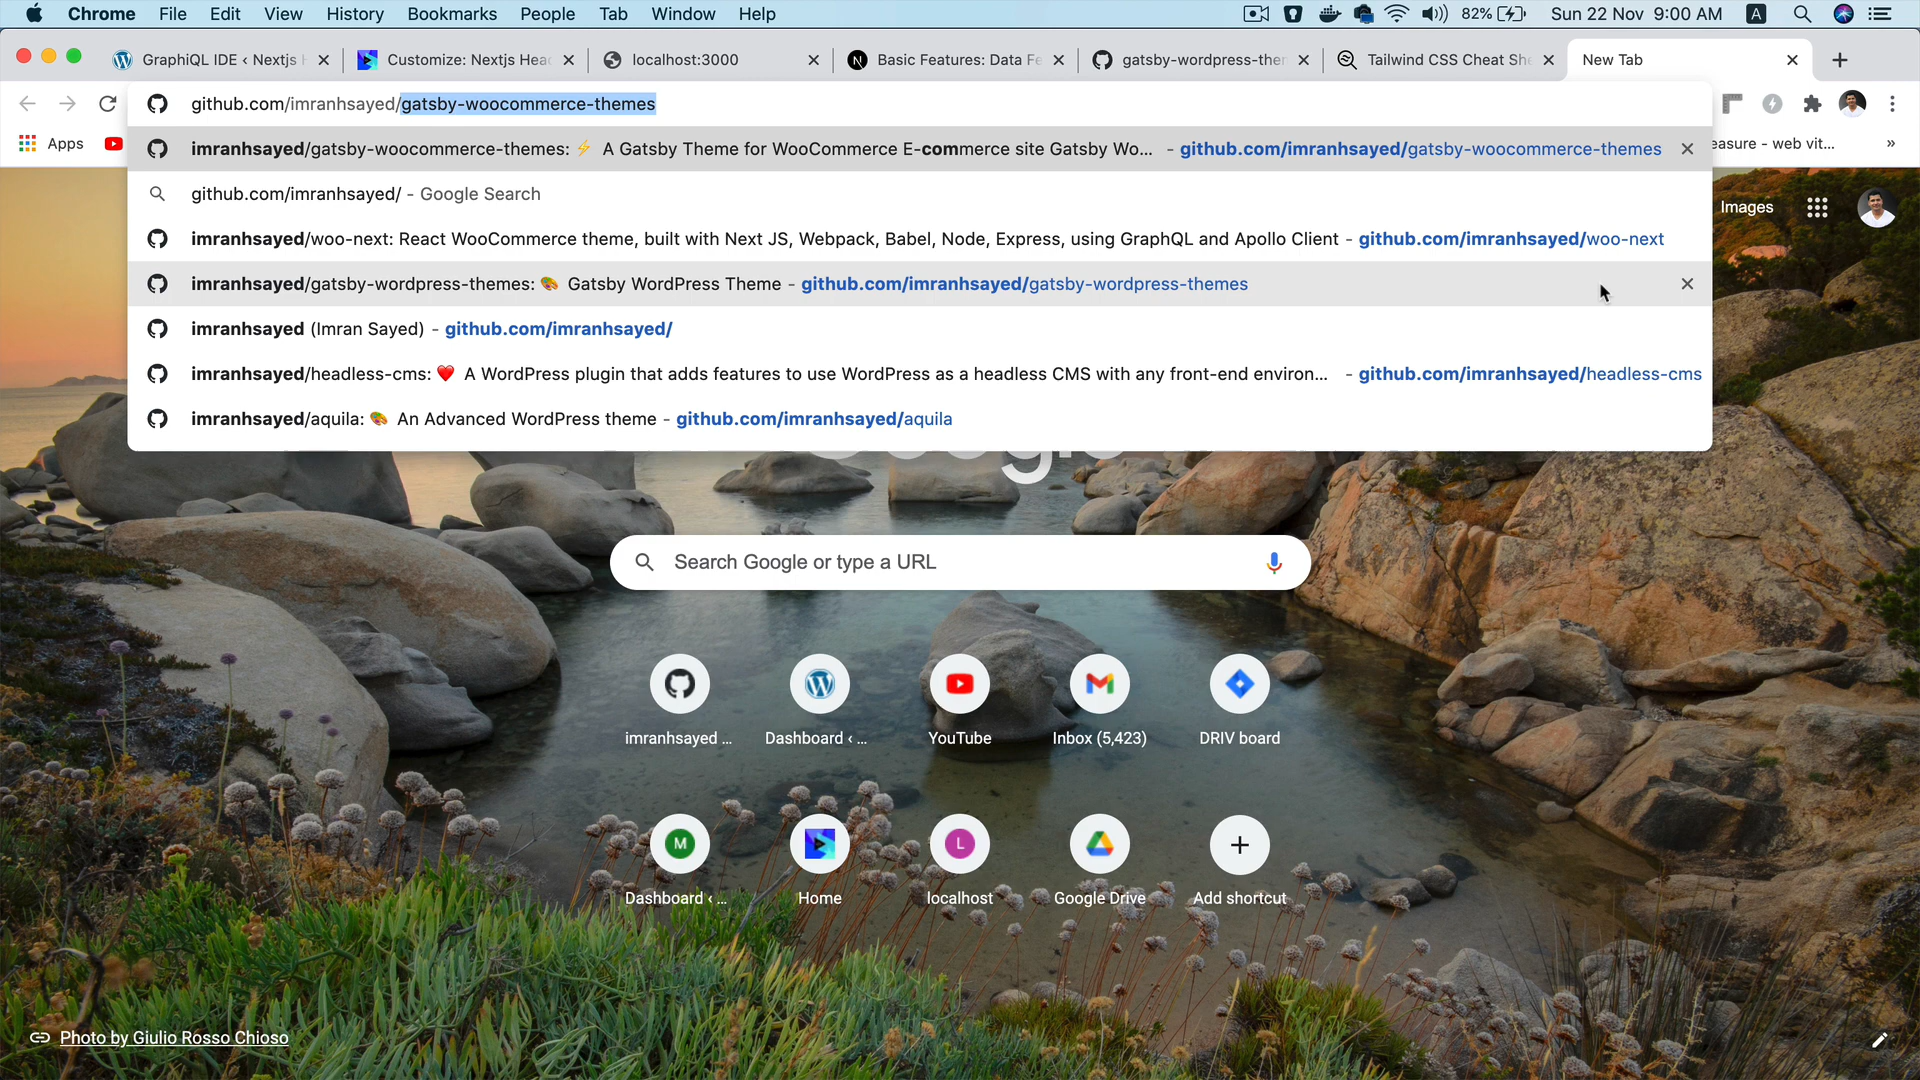 Chrome File Edit View History Bookmarks People Tab Window Help 82% Sun 22 Nov 9:00 AM A
GraphiQL IDE ‹ Nextjs
Customize: Nextjs Hea
localhost:3000
Basic Features: Data Fe
gatsby-wordpress-the
Tailwind CSS Cheat Sh
New Tab
github.com/imranhsayed/gatsby-woocommerce-themes
Apps
easure - web vit...
»
imranhsayed/gatsby-woocommerce-themes: ⚡ A Gatsby Theme for WooCommerce E-commerce site Gatsby Wo... - github.com/imranhsayed/gatsby-woocommerce-themes
github.com/imranhsayed/ - Google Search
Images
imranhsayed/woo-next: React WooCommerce theme, built with Next JS, Webpack, Babel, Node, Express, using GraphQL and Apollo Client - github.com/imranhsayed/woo-next
imranhsayed/gatsby-wordpress-themes: 🎨 Gatsby WordPress Theme - github.com/imranhsayed/gatsby-wordpress-themes
imranhsayed (Imran Sayed) - github.com/imranhsayed/
imranhsayed/headless-cms: ❤️ A WordPress plugin that adds features to use WordPress as a headless CMS with any front-end environ... - github.com/imranhsayed/headless-cms
imranhsayed/aquila: 🎨 An Advanced WordPress theme - github.com/imranhsayed/aquila
Search Google or type a URL
imranhsayed ...
Dashboard ‹ ...
YouTube
Inbox (5,423)
DRIV board
M
L
Dashboard ‹ ...
Home
localhost
Google Drive
Add shortcut
Photo by Giulio Rosso Chioso